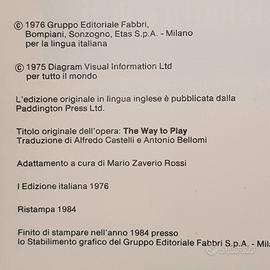 © 1976 Gruppo Editoriale Fabbri,
Bompiani, Sonzogno, Etas S.p.A. - Milano
per la lingua italiana
© 1975 Diagram Visual Information Ltd
per tutto il mondo
L'edizione originale in lingua inglese è pubblicata dalla
Paddington Press Ltd.
Titolo originale dell'opera: The Way to Play
Traduzione di Alfredo Castelli e Antonio Bellomi
Adattamento a cura di Mario Zaverio Rossi
I Edizione italiana 1976
Ristampa 1984
Finito di stampare nell'anno 1984 presso
lo Stabilimento grafico del Gruppo Editoriale Fabbri S.p.A. - Mila